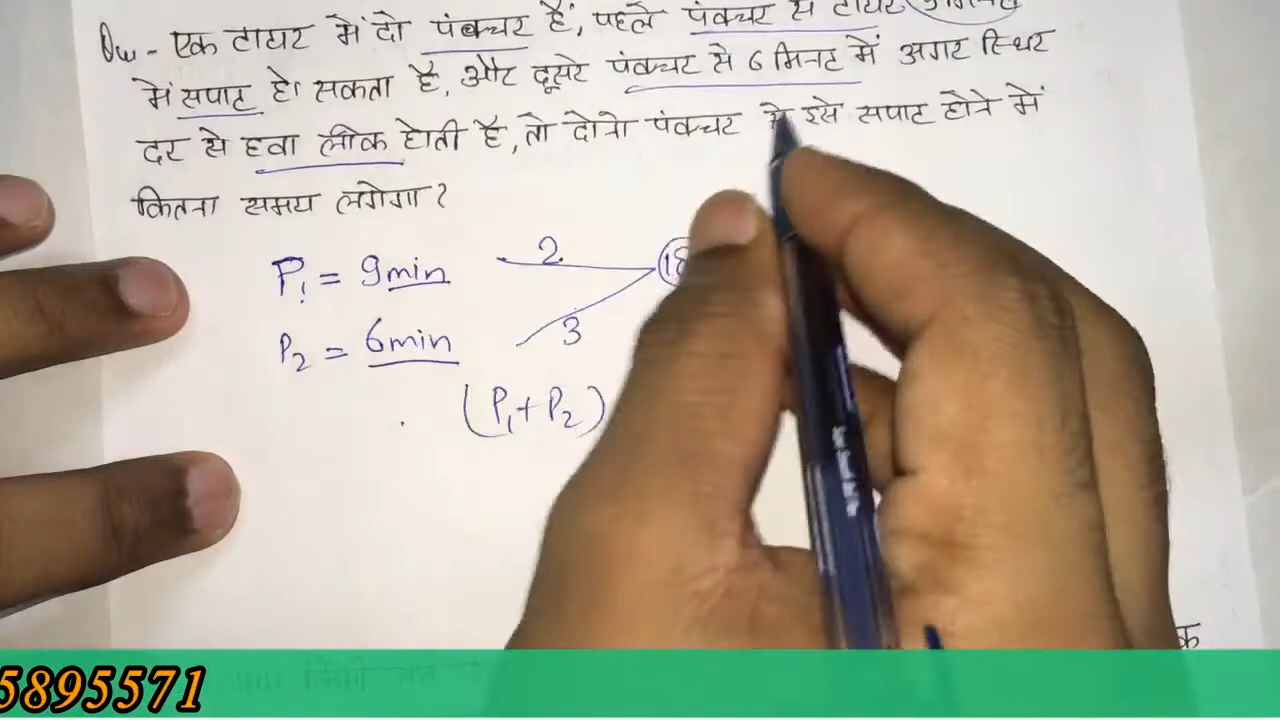 Qu - एक टायर में दो पंक्चर हैं, पहले पंक्चर से टायर
में सपाट हो सकता है, और दूसरे पंक्चर से 6 मिनट में अगर स्थिर
दर से हवा लीक होती है, तो दोनो पंक्चर से इसे सपाट होने में
कितना समय लगेगा?
P₁ = 9min 2 18
P₂ = 6min 3
(P₁+P₂)
क
5895571